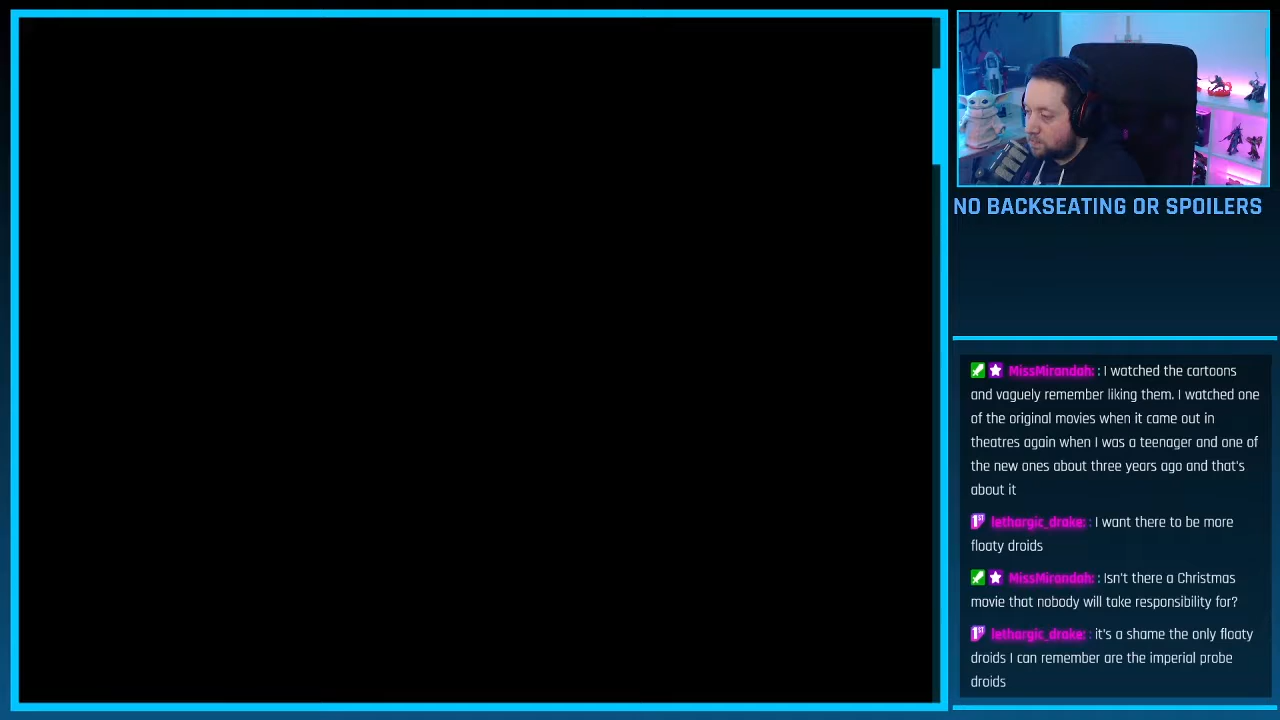 NO BACKSEATING OR SPOILERS
MissMirandah: : I watched the cartoons
and vaguely remember liking them. I watched one
of the original movies when it came out in
theatres again when I was a teenager and one of
the new ones about three years ago and that's
about it
1ST lethargic_drake: : I want there to be more
floaty droids
MissMirandah: : Isn't there a Christmas
movie that nobody will take responsibility for?
1ST lethargic_drake: : it's a shame the only floaty
droids I can remember are the imperial probe
droids